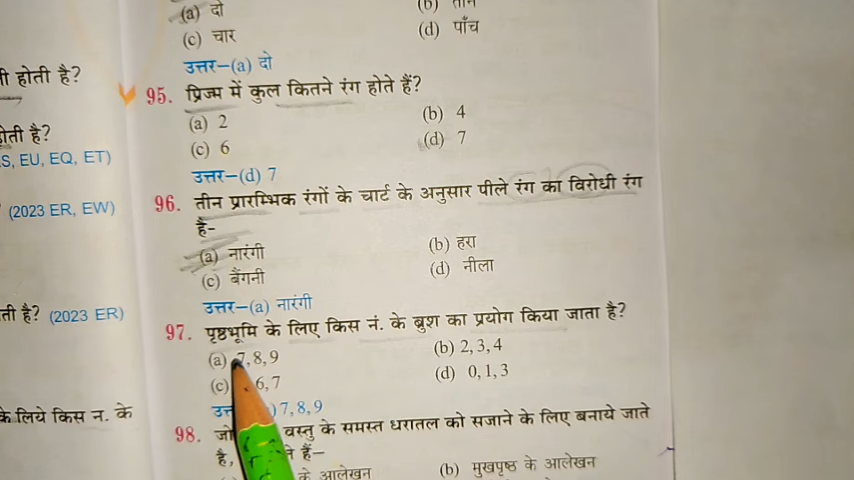 (a) दो (b) तीन
(c) चार (d) पाँच
उत्तर–(a) दो
95. प्रिज्म में कुल कितने रंग होते हैं?
(a) 2 (b) 4
(c) 6 (d) 7
उत्तर–(d) 7
96. तीन प्रारम्भिक रंगों के चार्ट के अनुसार पीले रंग का विरोधी रंग
है–
(a) नारंगी (b) हरा
(c) बैंगनी (d) नीला
उत्तर–(a) नारंगी
97. पृष्ठभूमि के लिए किस नं. के ब्रुश का प्रयोग किया जाता है?
(a) 7, 8, 9 (b) 2, 3, 4
(c) 6, 7 (d) 0, 1, 3
7, 8, 9
98. वस्तु के समस्त धरातल को सजाने के लिए बनाये जाते
है, हैं–
के आलेखन (b) मुखपृष्ठ के आलेखन
होती है?
है?
EU, EQ, ET)
(2023 ER, EW)
है? (2023 ER)
के लिये किस न. के